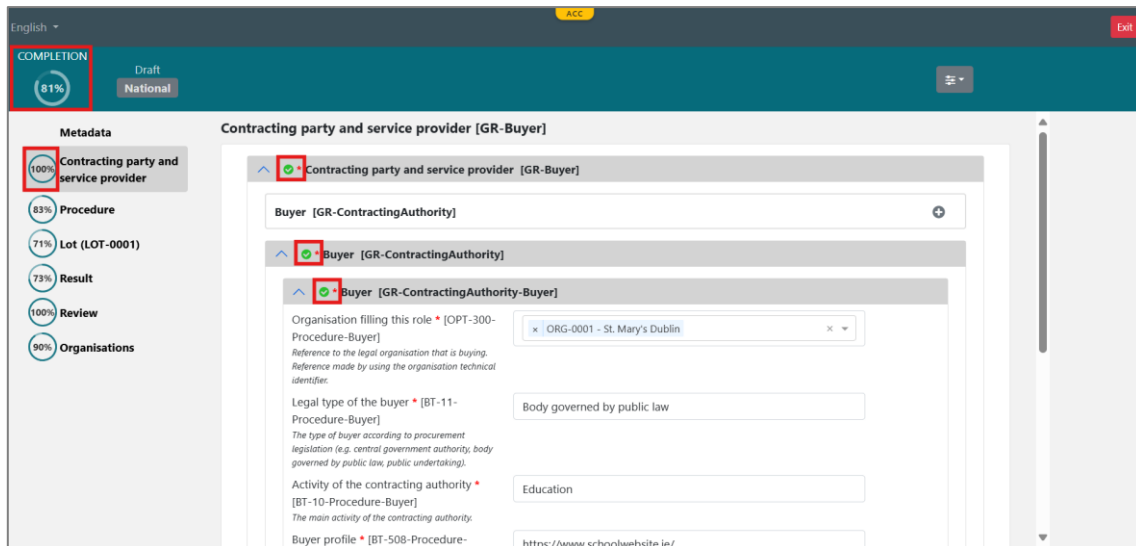 ACC
English
Exit
COMPLETION
81%
Draft
National
Metadata
100% Contracting party and
service provider
83% Procedure
71% Lot (LOT-0001)
73% Result
100% Review
90% Organisations
Contracting party and service provider [GR-Buyer]
* Contracting party and service provider [GR-Buyer]
Buyer [GR-ContractingAuthority]
* Buyer [GR-ContractingAuthority]
* Buyer [GR-ContractingAuthority-Buyer]
Organisation filling this role * [OPT-300-
Procedure-Buyer]
Reference to the legal organisation that is buying.
Reference made by using the organisation technical
identifier.
× ORG-0001 - St. Mary's Dublin ×
Legal type of the buyer * [BT-11-
Procedure-Buyer]
The type of buyer according to procurement
legislation (e.g. central government authority, body
governed by public law, public undertaking).
Body governed by public law
Activity of the contracting authority *
[BT-10-Procedure-Buyer]
The main activity of the contracting authority.
Education
Buyer profile * [BT-508-Procedure-
https://www.schoolwebsite.ie/